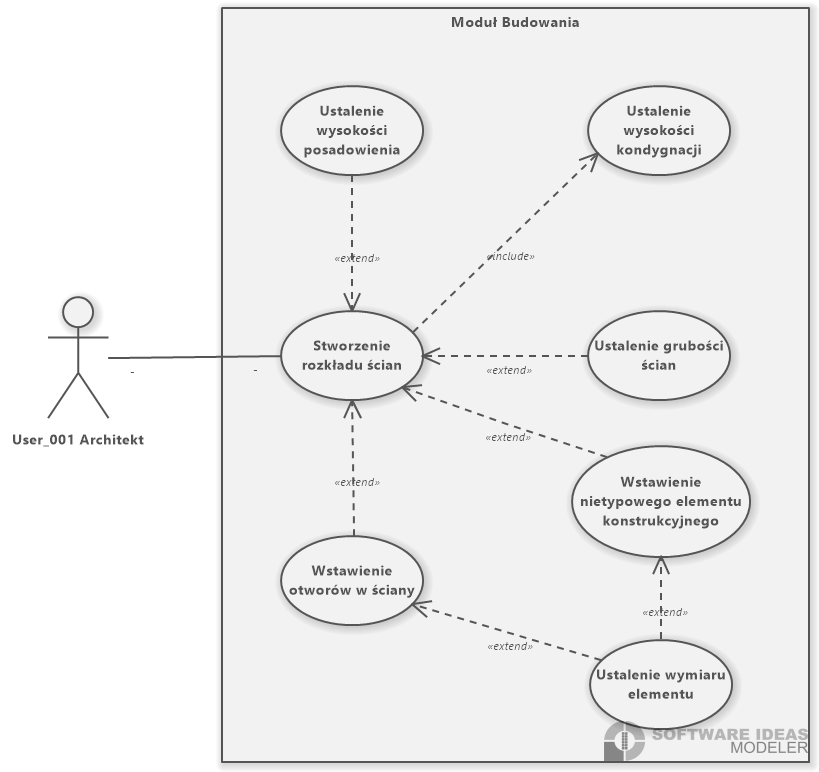 Moduł Budowania
Ustalenie
wysokości
posadowienia
Ustalenie
wysokości
kondygnacji
«extend»
«include»
Stworzenie
rozkładu ścian
Ustalenie grubości
ścian
«extend»
-
-
User_001 Architekt
«extend»
«extend»
Wstawienie
nietypowego elementu
konstrukcyjnego
Wstawienie
otworów w ściany
«extend»
«extend»
Ustalenie wymiaru
elementu
SOFTWARE IDEAS
MODELER